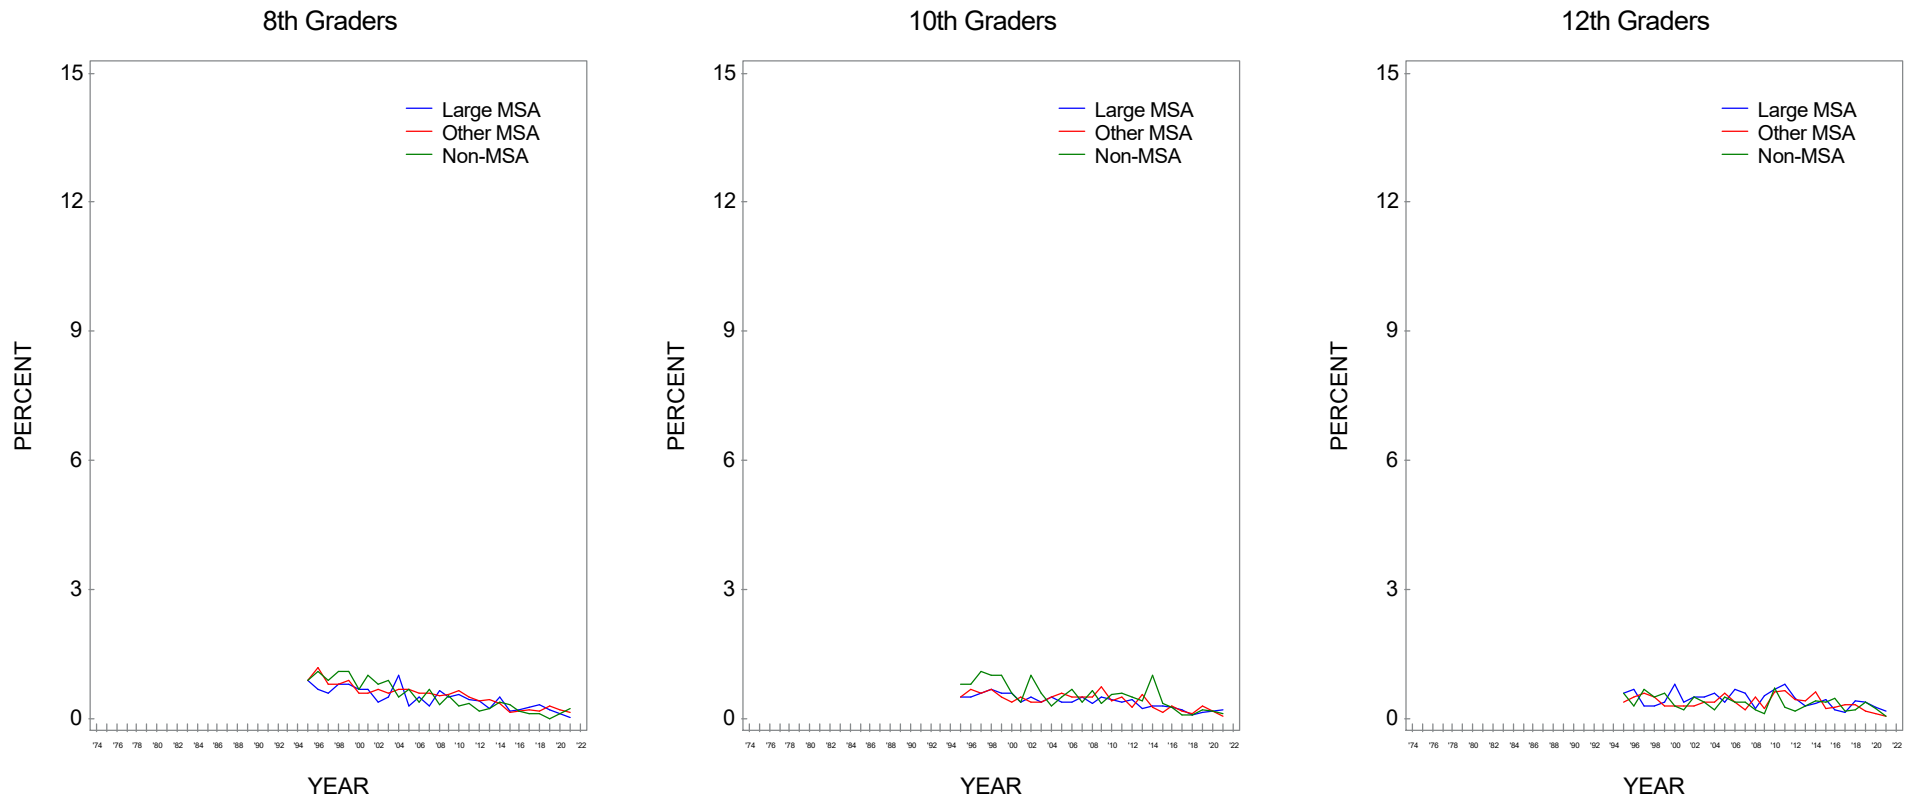 8th Graders
10th Graders
12th Graders
15
12
9
6
3
0
PERCENT
Large MSA
Other MSA
Non-MSA
'74 '76 '78 '80 '82 '84 '86 '88 '90 '92 '94 '96 '98 '00 '02 '04 '06 '08 '10 '12 '14 '16 '18 '20 '22
YEAR
15
12
9
6
3
0
PERCENT
Large MSA
Other MSA
Non-MSA
'74 '76 '78 '80 '82 '84 '86 '88 '90 '92 '94 '96 '98 '00 '02 '04 '06 '08 '10 '12 '14 '16 '18 '20 '22
YEAR
15
12
9
6
3
0
PERCENT
Large MSA
Other MSA
Non-MSA
'74 '76 '78 '80 '82 '84 '86 '88 '90 '92 '94 '96 '98 '00 '02 '04 '06 '08 '10 '12 '14 '16 '18 '20 '22
YEAR